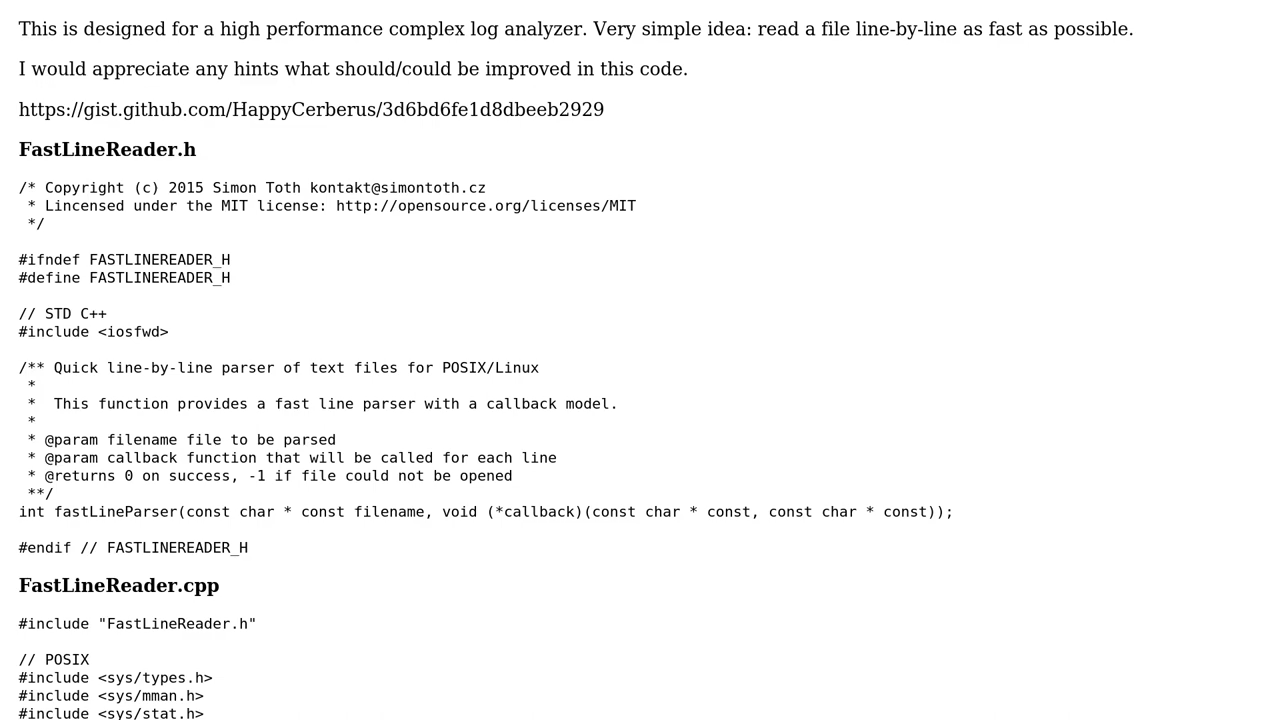 This is designed for a high performance complex log analyzer. Very simple idea: read a file line-by-line as fast as possible.
I would appreciate any hints what should/could be improved in this code.
https://gist.github.com/HappyCerberus/3d6bd6fe1d8dbeeb2929
FastLineReader.h
/* Copyright (c) 2015 Simon Toth kontakt@simontoth.cz
 * Lincensed under the MIT license: http://opensource.org/licenses/MIT
 */
#ifndef FASTLINEREADER_H
#define FASTLINEREADER_H
// STD C++
#include <iosfwd>
/** Quick line-by-line parser of text files for POSIX/Linux
 *
 *  This function provides a fast line parser with a callback model.
 *
 * @param filename file to be parsed
 * @param callback function that will be called for each line
 * @returns 0 on success, -1 if file could not be opened
 **/
int fastLineParser(const char * const filename, void (*callback)(const char * const, const char * const));
#endif // FASTLINEREADER_H
FastLineReader.cpp
#include "FastLineReader.h"
// POSIX
#include <sys/types.h>
#include <sys/mman.h>
#include <sys/stat.h>